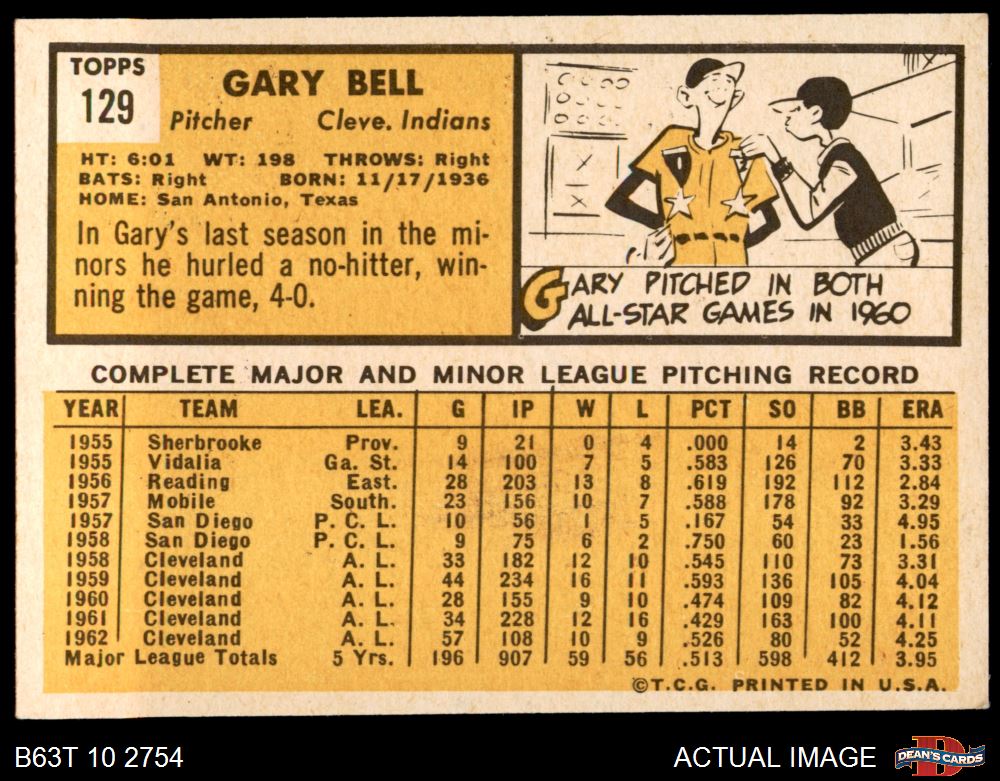 TOPPS
129
GARY BELL
Pitcher Cleve. Indians
HT: 6:01 WT: 198 THROWS: Right
BATS: Right BORN: 11/17/1936
HOME: San Antonio, Texas
In Gary's last season in the mi-
nors he hurled a no-hitter, win-
ning the game, 4-0.
GARY PITCHED IN BOTH
ALL-STAR GAMES IN 1960
COMPLETE MAJOR AND MINOR LEAGUE PITCHING RECORD
YEAR TEAM LEA. G IP W L PCT SO BB ERA
1955 Sherbrooke Prov. 9 21 0 4 .000 14 2 3.43
1955 Vidalia Ga. St. 14 100 7 5 .583 126 70 3.33
1956 Reading East. 28 203 13 8 .619 192 112 2.84
1957 Mobile South. 23 156 10 7 .588 178 92 3.29
1957 San Diego P. C. L. 10 56 1 5 .167 54 33 4.95
1958 San Diego P. C. L. 9 75 6 2 .750 60 23 1.56
1958 Cleveland A. L. 33 182 12 10 .545 110 73 3.31
1959 Cleveland A. L. 44 234 16 11 .593 136 105 4.04
1960 Cleveland A. L. 28 155 9 10 .474 109 82 4.12
1961 Cleveland A. L. 34 228 12 16 .429 163 100 4.11
1962 Cleveland A. L. 57 108 10 9 .526 80 52 4.25
Major League Totals 5 Yrs. 196 907 59 56 .513 598 412 3.95
©T.C.G. PRINTED IN U.S.A.
B63T 10 2754
ACTUAL IMAGE
DEAN'S CARDS